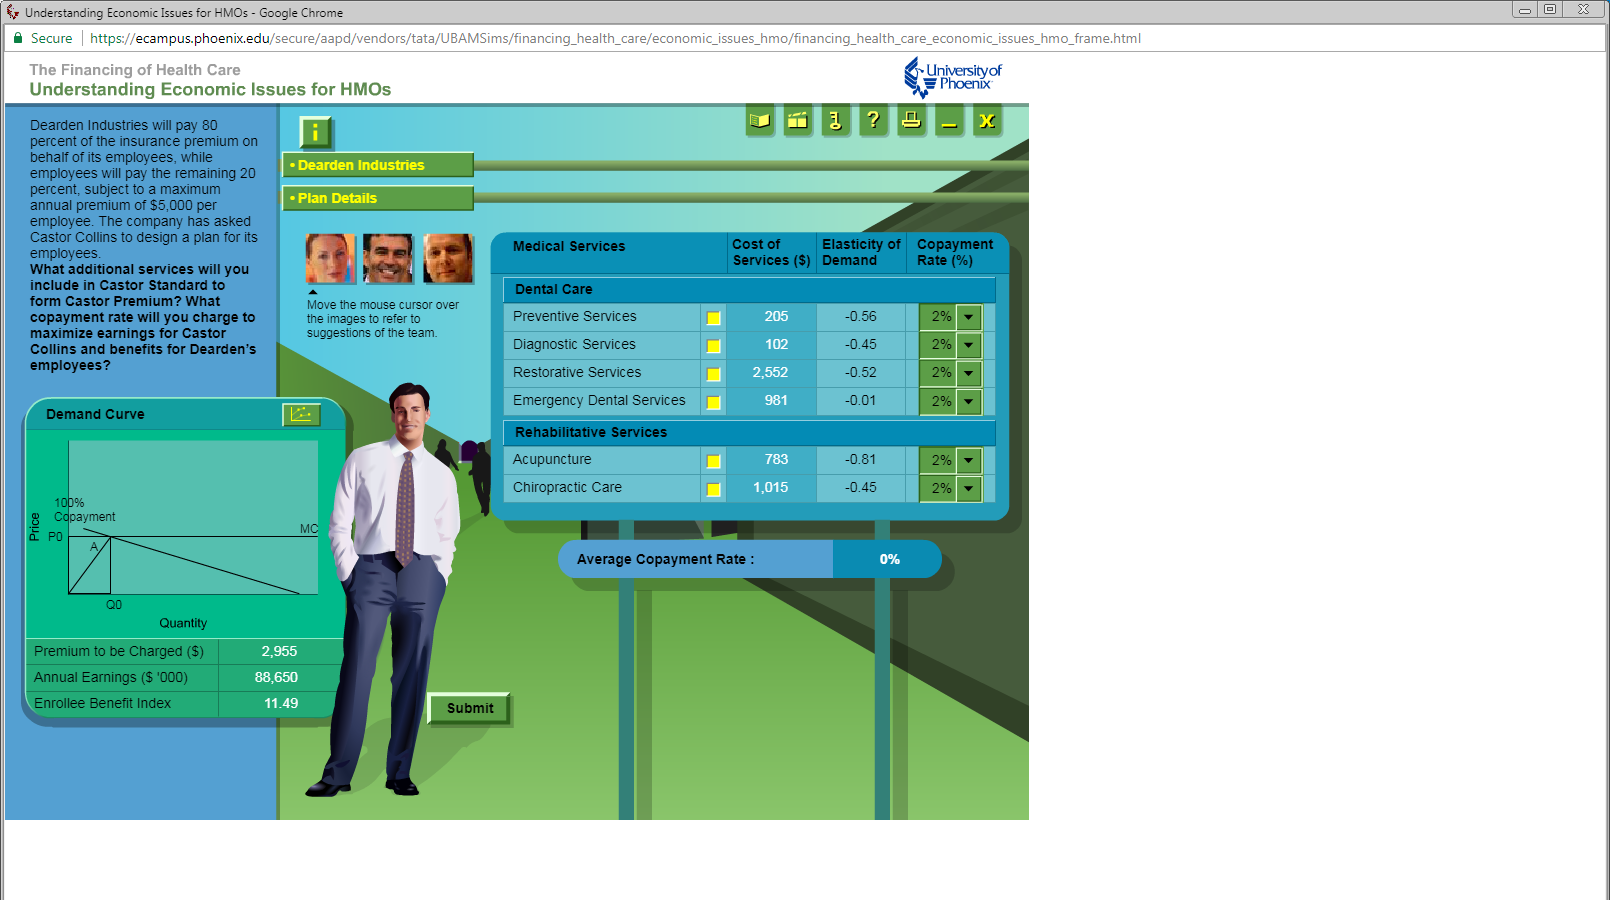 Understanding Economic Issues for HMOs - Google Chrome
Secure https://ecampus.phoenix.edu/secure/aapd/vendors/tata/UBAMSims/financing_health_care/economic_issues_hmo/financing_health_care_economic_issues_hmo_frame.html
The Financing of Health Care
Understanding Economic Issues for HMOs
University of
Phoenix
Dearden Industries will pay 80
percent of the insurance premium on
behalf of its employees, while
employees will pay the remaining 20
percent, subject to a maximum
annual premium of $5,000 per
employee. The company has asked
Castor Collins to design a plan for its
employees.
What additional services will you
include in Castor Standard to
form Castor Premium? What
copayment rate will you charge to
maximize earnings for Castor
Collins and benefits for Dearden's
employees?
i
? X
• Dearden Industries
• Plan Details
Move the mouse cursor over
the images to refer to
suggestions of the team.
Medical Services Cost of Services ($) Elasticity of Demand Copayment Rate (%)
Dental Care
Preventive Services 205 -0.56 2%
Diagnostic Services 102 -0.45 2%
Restorative Services 2,552 -0.52 2%
Emergency Dental Services 981 -0.01 2%
Rehabilitative Services
Acupuncture 783 -0.81 2%
Chiropractic Care 1,015 -0.45 2%
Average Copayment Rate : 0%
Demand Curve
100%
Copayment
Price
P0
A
MC
Q0
Quantity
Premium to be Charged ($) 2,955
Annual Earnings ($ '000) 88,650
Enrollee Benefit Index 11.49
Submit